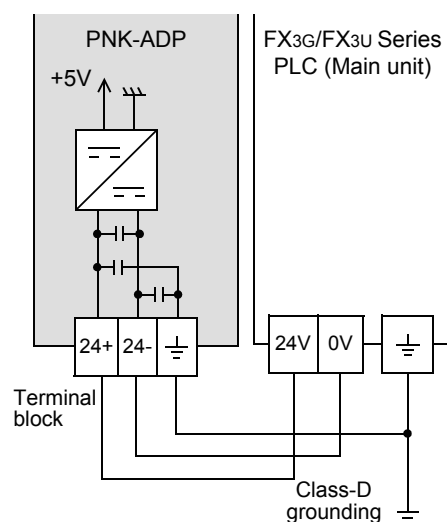 PNK-ADP
FX3G/FX3U Series
PLC (Main unit)
+5V
24+ 24-
24V 0V
Terminal
block
Class-D
grounding